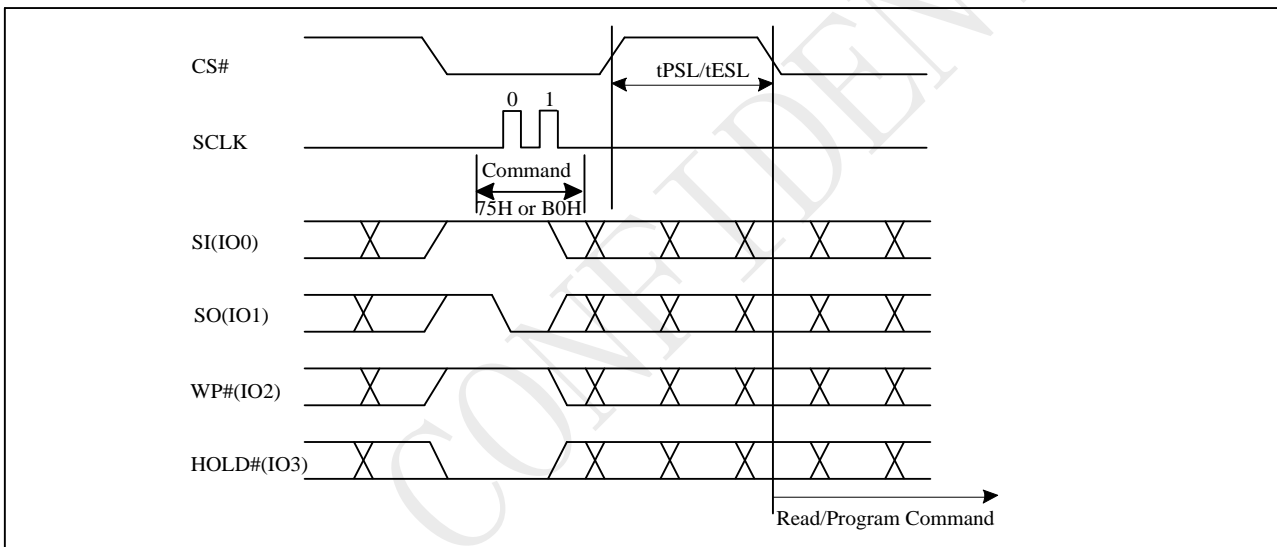 CS#
tPSL/tESL
0 1
SCLK
Command
75H or B0H
SI(IO0)
SO(IO1)
WP#(IO2)
HOLD#(IO3)
Read/Program Command
CONFIDEN